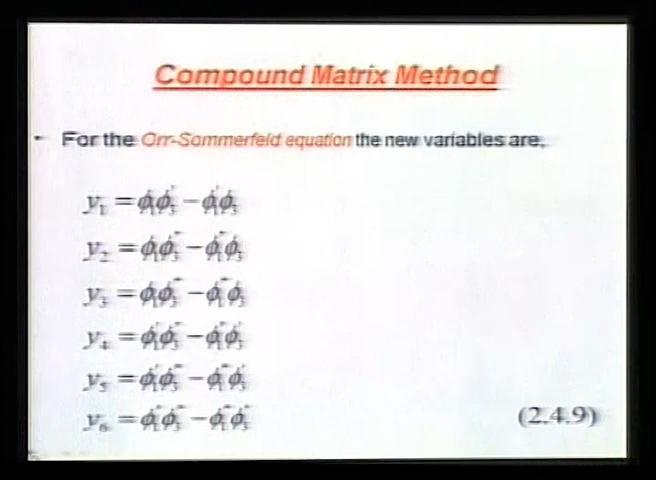 Compound Matrix Method
- For the Orr-Sommerfeld equation the new variables are,
y₁ = ϕ₁ϕ₃' − ϕ₁'ϕ₃
y₂ = ϕ₁ϕ₃'' − ϕ₁''ϕ₃
y₃ = ϕ₁ϕ₃''' − ϕ₁'''ϕ₃
y₄ = ϕ₁'ϕ₃'' − ϕ₁''ϕ₃'
y₅ = ϕ₁'ϕ₃''' − ϕ₁'''ϕ₃'
y₆ = ϕ₁''ϕ₃''' − ϕ₁'''ϕ₃''
(2.4.9)